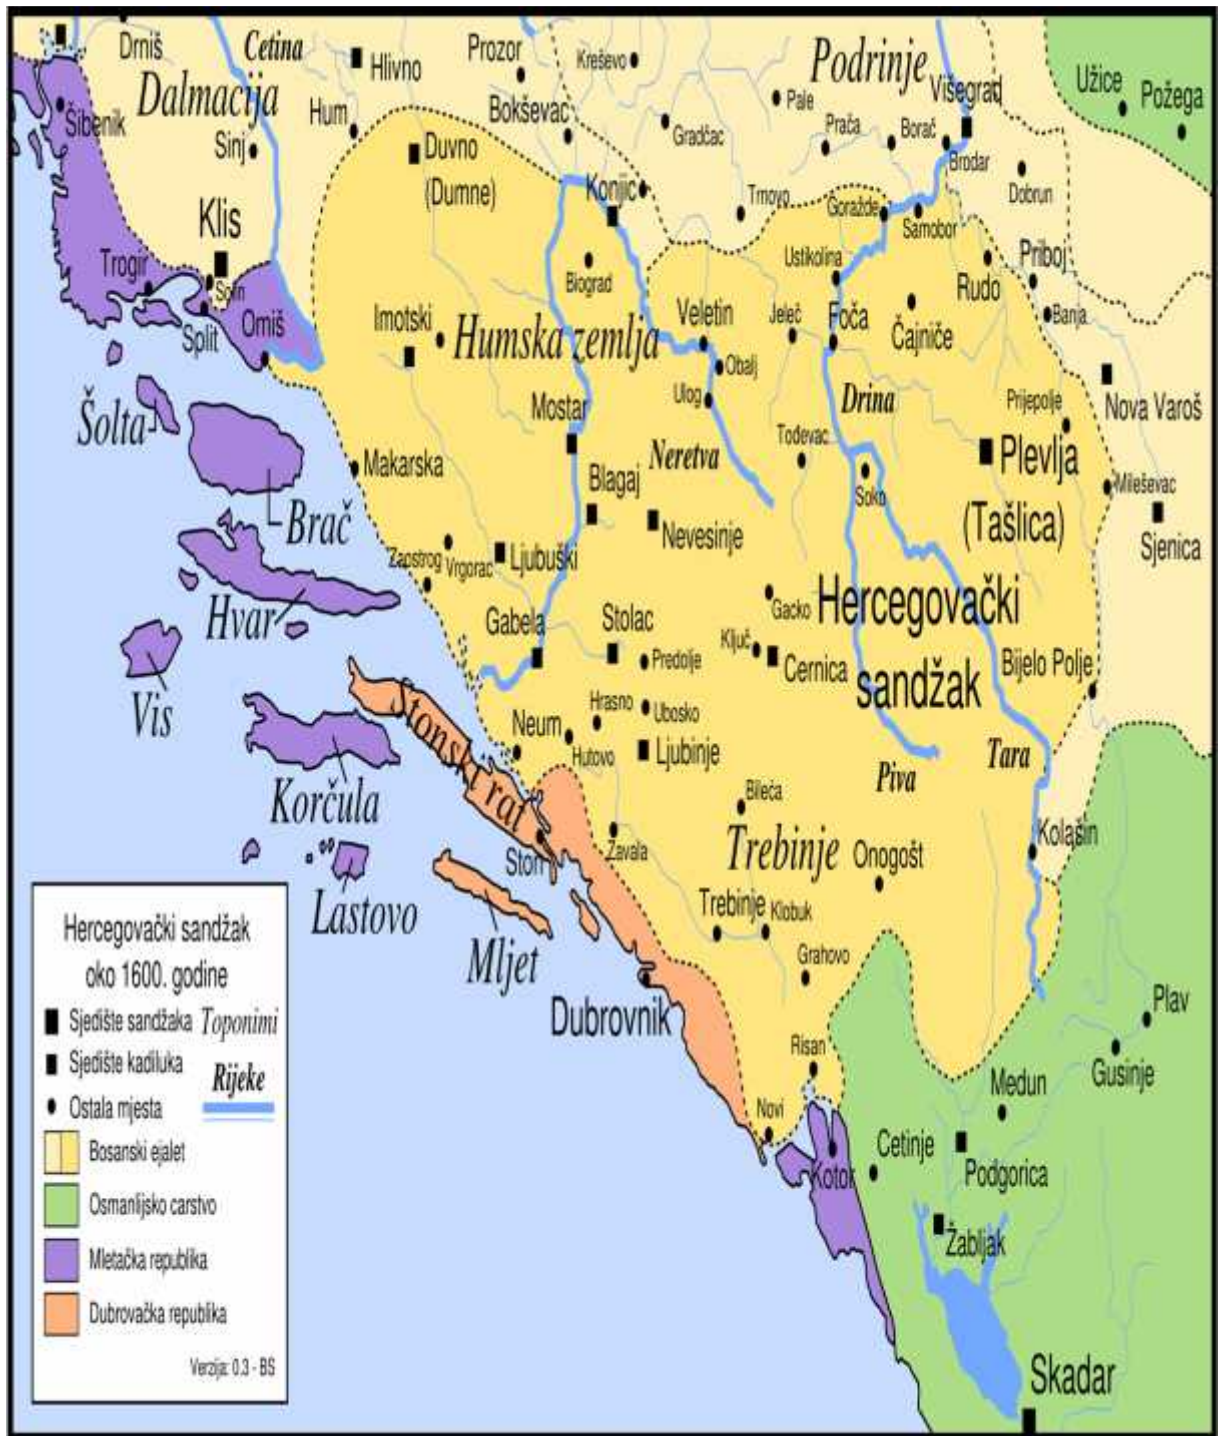 Drniš
Cetina
Hlivno
Prozor
Kreševo
Podrinje
Višegrad
Užice
Požega
Dalmacija
Šibenik
Hum
Bokševac
Pale
Gradčac
Prača
Borač
Brodar
Sinj
Duvno
(Dumne)
Konjic
Trnovo
Goražde
Samobor
Dobrun
Klis
Trogir
Solin
Split
Omiš
Biograd
Ustikolina
Rudo
Priboj
Banja
Imotski
Humska zemlja
Veletin
Obalj
Jeleč
Foča
Čajniče
Ulog
Drina
Prijepolje
Nova Varoš
Šolta
Brač
Mostar
Makarska
Neretva
Tođevac
Soko
Plevlja
(Tašlica)
Mileševac
Sjenica
Blagaj
Nevesinje
Zaostrog
Vrgorac
Ljubuški
Hvar
Gabela
Stolac
Predolje
Gacko
Ključ
Cernica
Hercegovački
sandžak
Bijelo Polje
Vis
Stonski rat
Neum
Hrasno
Ubosko
Hutovo
Ljubinje
Piva
Tara
Korčula
Bileća
Trebinje
Onogošt
Kolašin
Ston
Zavala
Lastovo
Mljet
Trebinje
Klobuk
Grahovo
Dubrovnik
Plav
Gusinje
Risan
Medun
Novi
Kotor
Cetinje
Podgorica
Žabljak
Skadar
Hercegovački sandžak
oko 1600. godine
Sjedište sandžaka Toponimi
Sjedište kadiluka
Rijeke
Ostala mjesta
Bosanski ejalet
Osmanlijsko carstvo
Mletačka republika
Dubrovačka republika
Verzija: 0.3 - BS